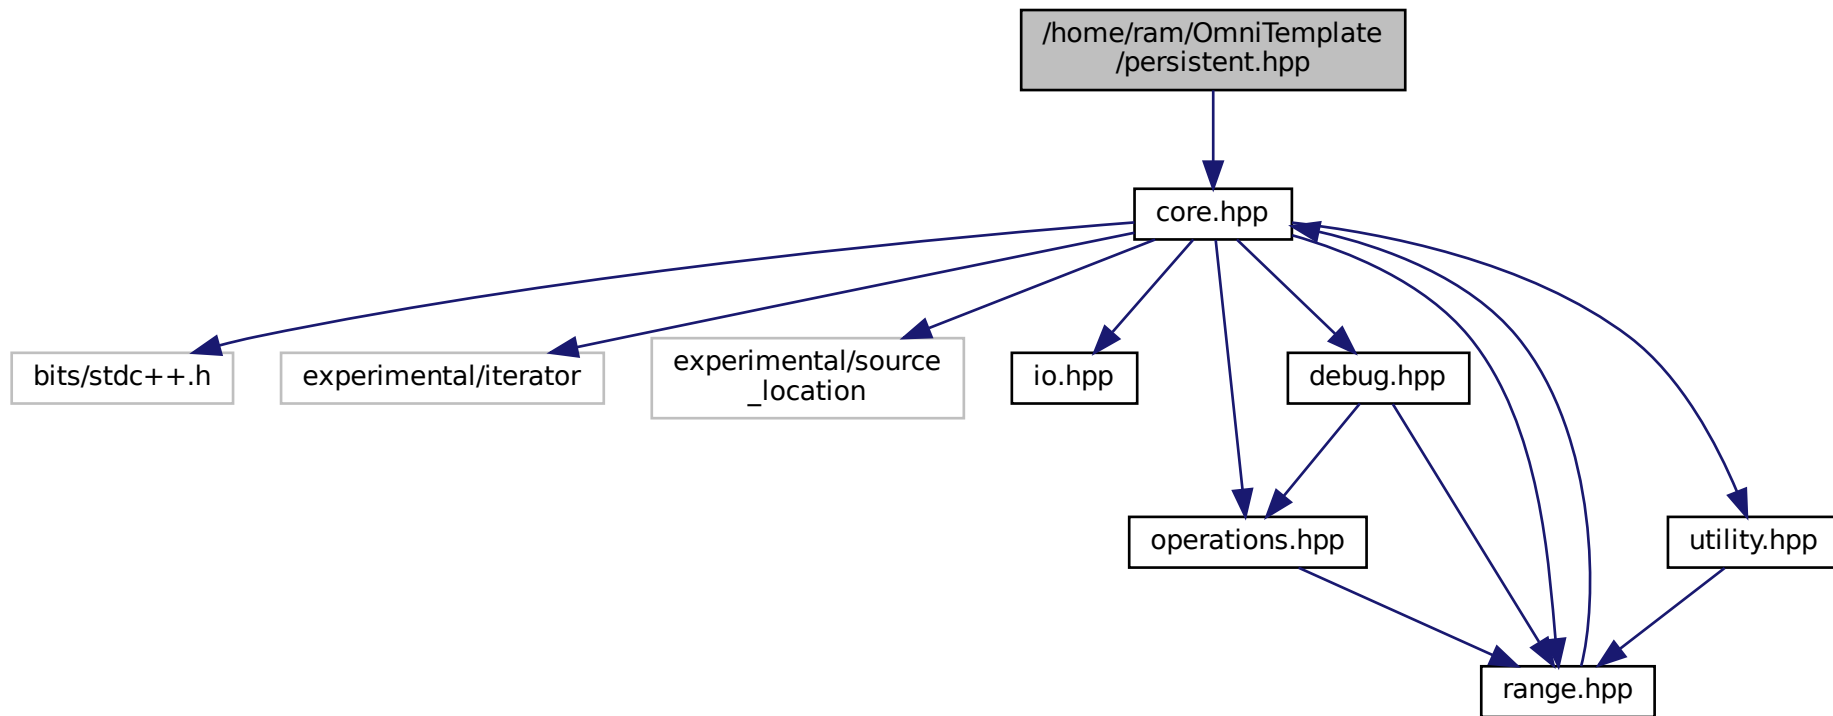 /home/ram/OmniTemplate
/persistent.hpp
core.hpp
bits/stdc++.h
experimental/iterator
experimental/source
_location
io.hpp
debug.hpp
operations.hpp
utility.hpp
range.hpp